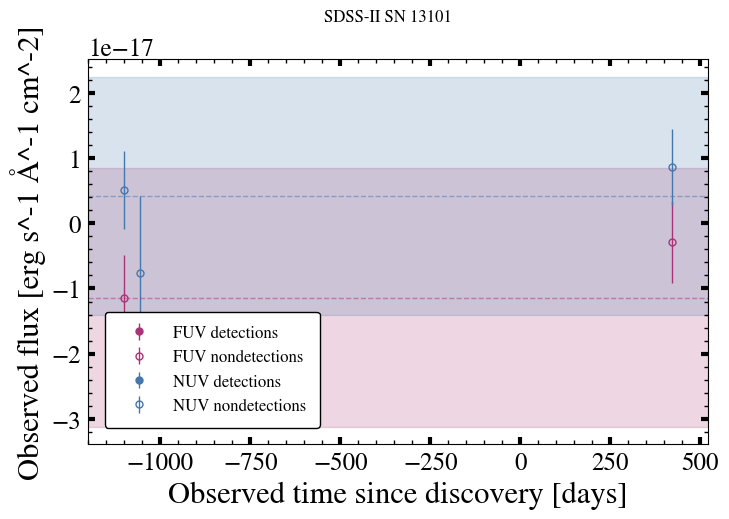 SDSS-II SN 13101
1e−17
Observed flux [erg s^-1 Å^-1 cm^-2]
2
1
0
−1
−2
−3
FUV detections
FUV nondetections
NUV detections
NUV nondetections
−1000 −750 −500 −250 0 250 500
Observed time since discovery [days]